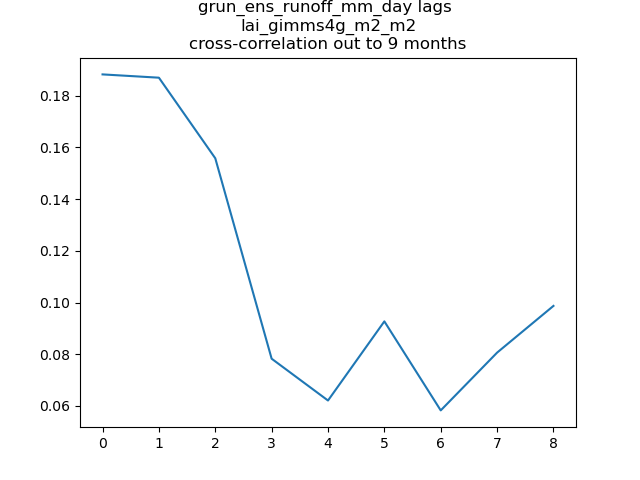 grun_ens_runoff_mm_day lags
lai_gimms4g_m2_m2
cross-correlation out to 9 months
0.18
0.16
0.14
0.12
0.10
0.08
0.06
0 1 2 3 4 5 6 7 8